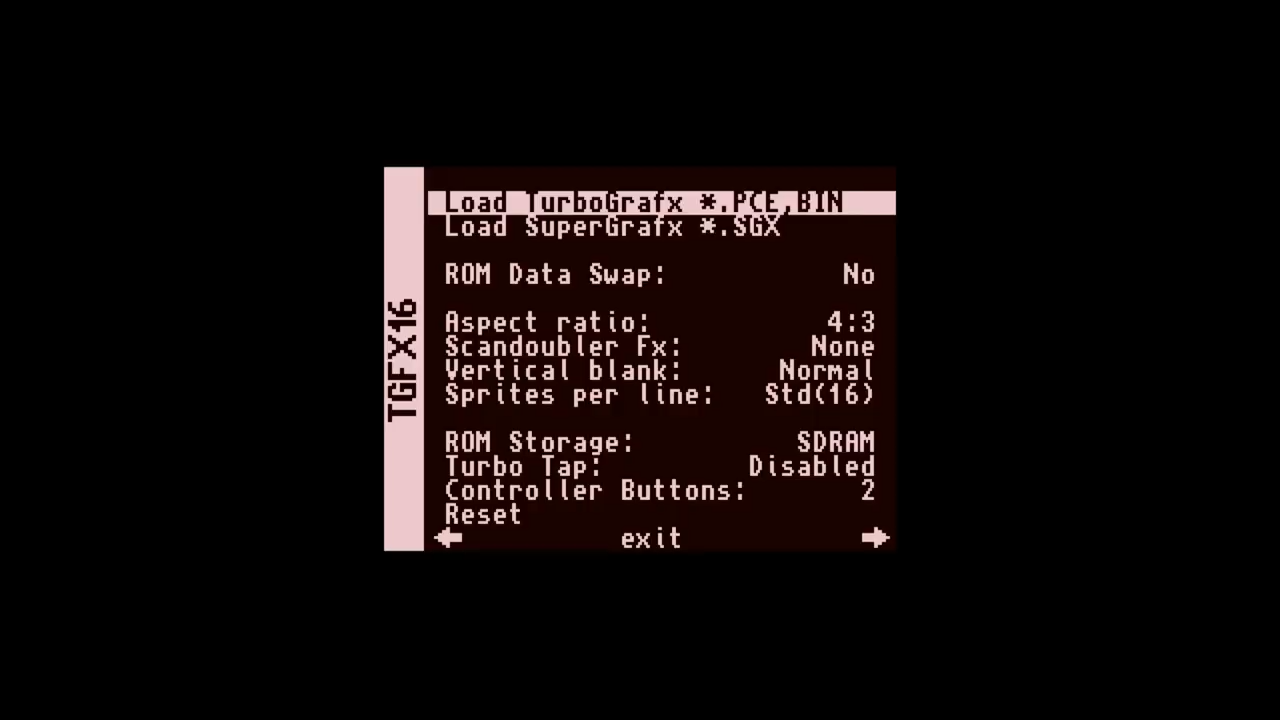 TGFX16
Load TurboGrafx *.PCE,BIN
Load SuperGrafx *.SGX
ROM Data Swap: No
Aspect ratio: 4:3
Scandoubler Fx: None
Vertical blank: Normal
Sprites per line: Std(16)
ROM Storage: SDRAM
Turbo Tap: Disabled
Controller Buttons: 2
Reset
exit